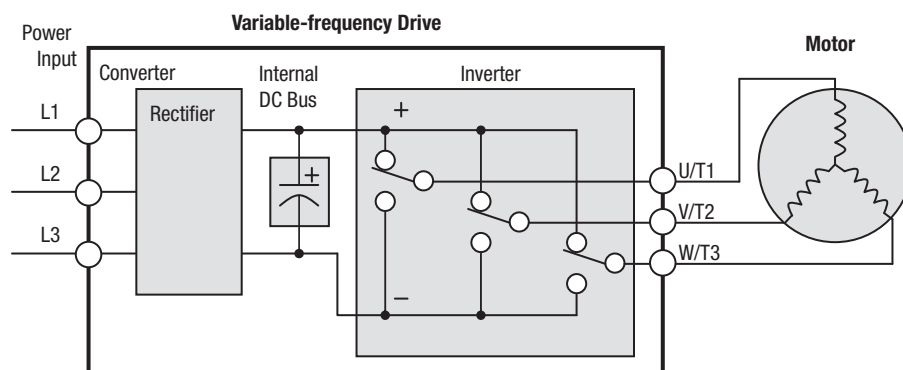 Variable-frequency Drive
Power
Input
Motor
Converter
Internal
DC Bus
Inverter
L1
Rectifier
+
+
L2
U/T1
V/T2
L3
W/T3
–